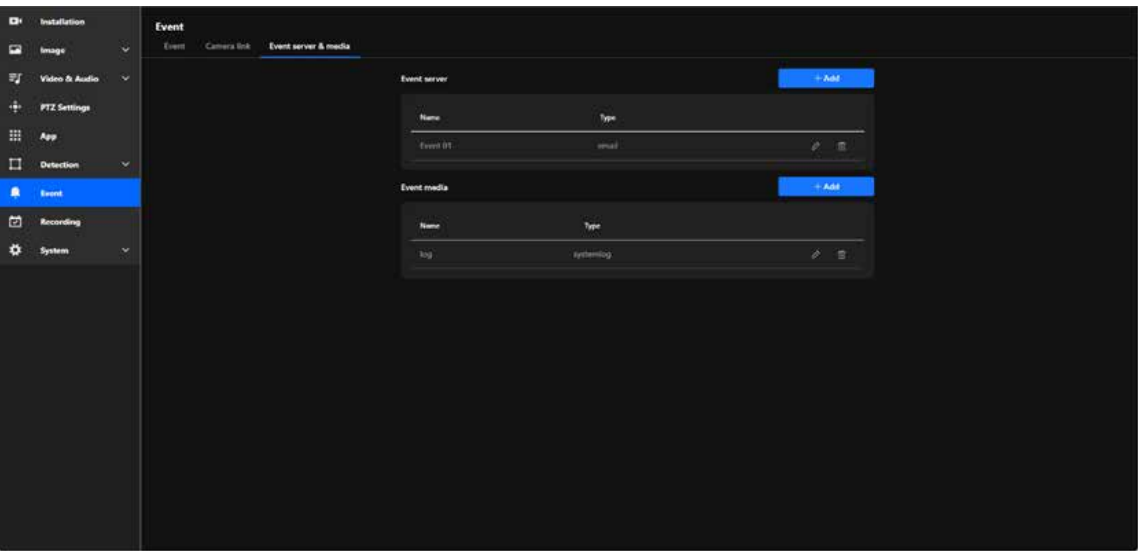 Installation
Image
Video & Audio
PTZ Settings
App
Detection
Event
Recording
System
Event
Event Camera link Event server & media
Event server + Add
Name Type
Event 01 email
Event media + Add
Name Type
log systemlog